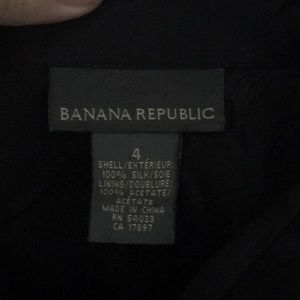 BANANA REPUBLIC
4
SHELL/EXTÉRIEUR:
100% SILK/SOIE
LINING/DOUBLURE:
100% ACETATE/
ACÉTATE
MADE IN CHINA
RN 54023
CA 17897